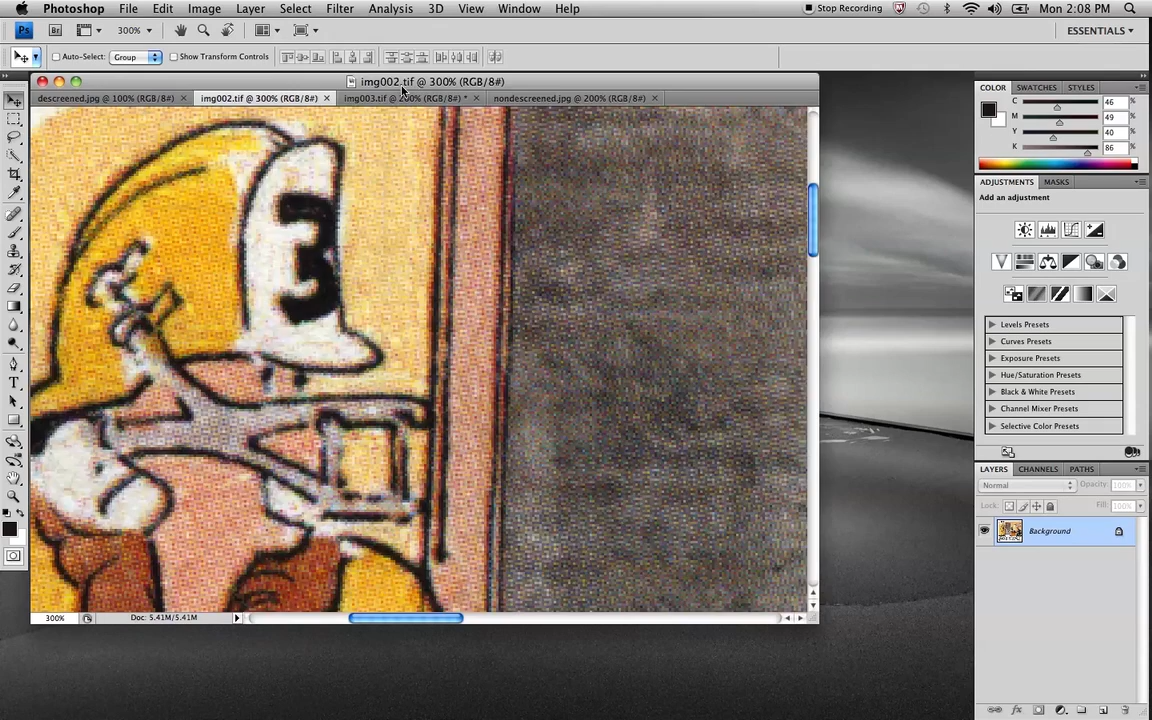 Photoshop File Edit Image Layer Select Filter Analysis 3D View Window Help Stop Recording Mon 2:08 PM
Ps Br 300% ESSENTIALS
Auto-Select: Group Show Transform Controls
img002.tif @ 300% (RGB/8#)
descreened.jpg @ 100% (RGB/8#) img002.tif @ 300% (RGB/8#) img003.tif @ 200% (RGB/8#) * nondescreened.jpg @ 200% (RGB/8#)
3
300% Doc: 5.41M/5.41M
COLOR SWATCHES STYLES
C 46 %
M 49 %
Y 40 %
K 86 %
ADJUSTMENTS MASKS
Add an adjustment
Levels Presets
Curves Presets
Exposure Presets
Hue/Saturation Presets
Black & White Presets
Channel Mixer Presets
Selective Color Presets
LAYERS CHANNELS PATHS
Normal Opacity: 100%
Lock: Fill: 100%
Background